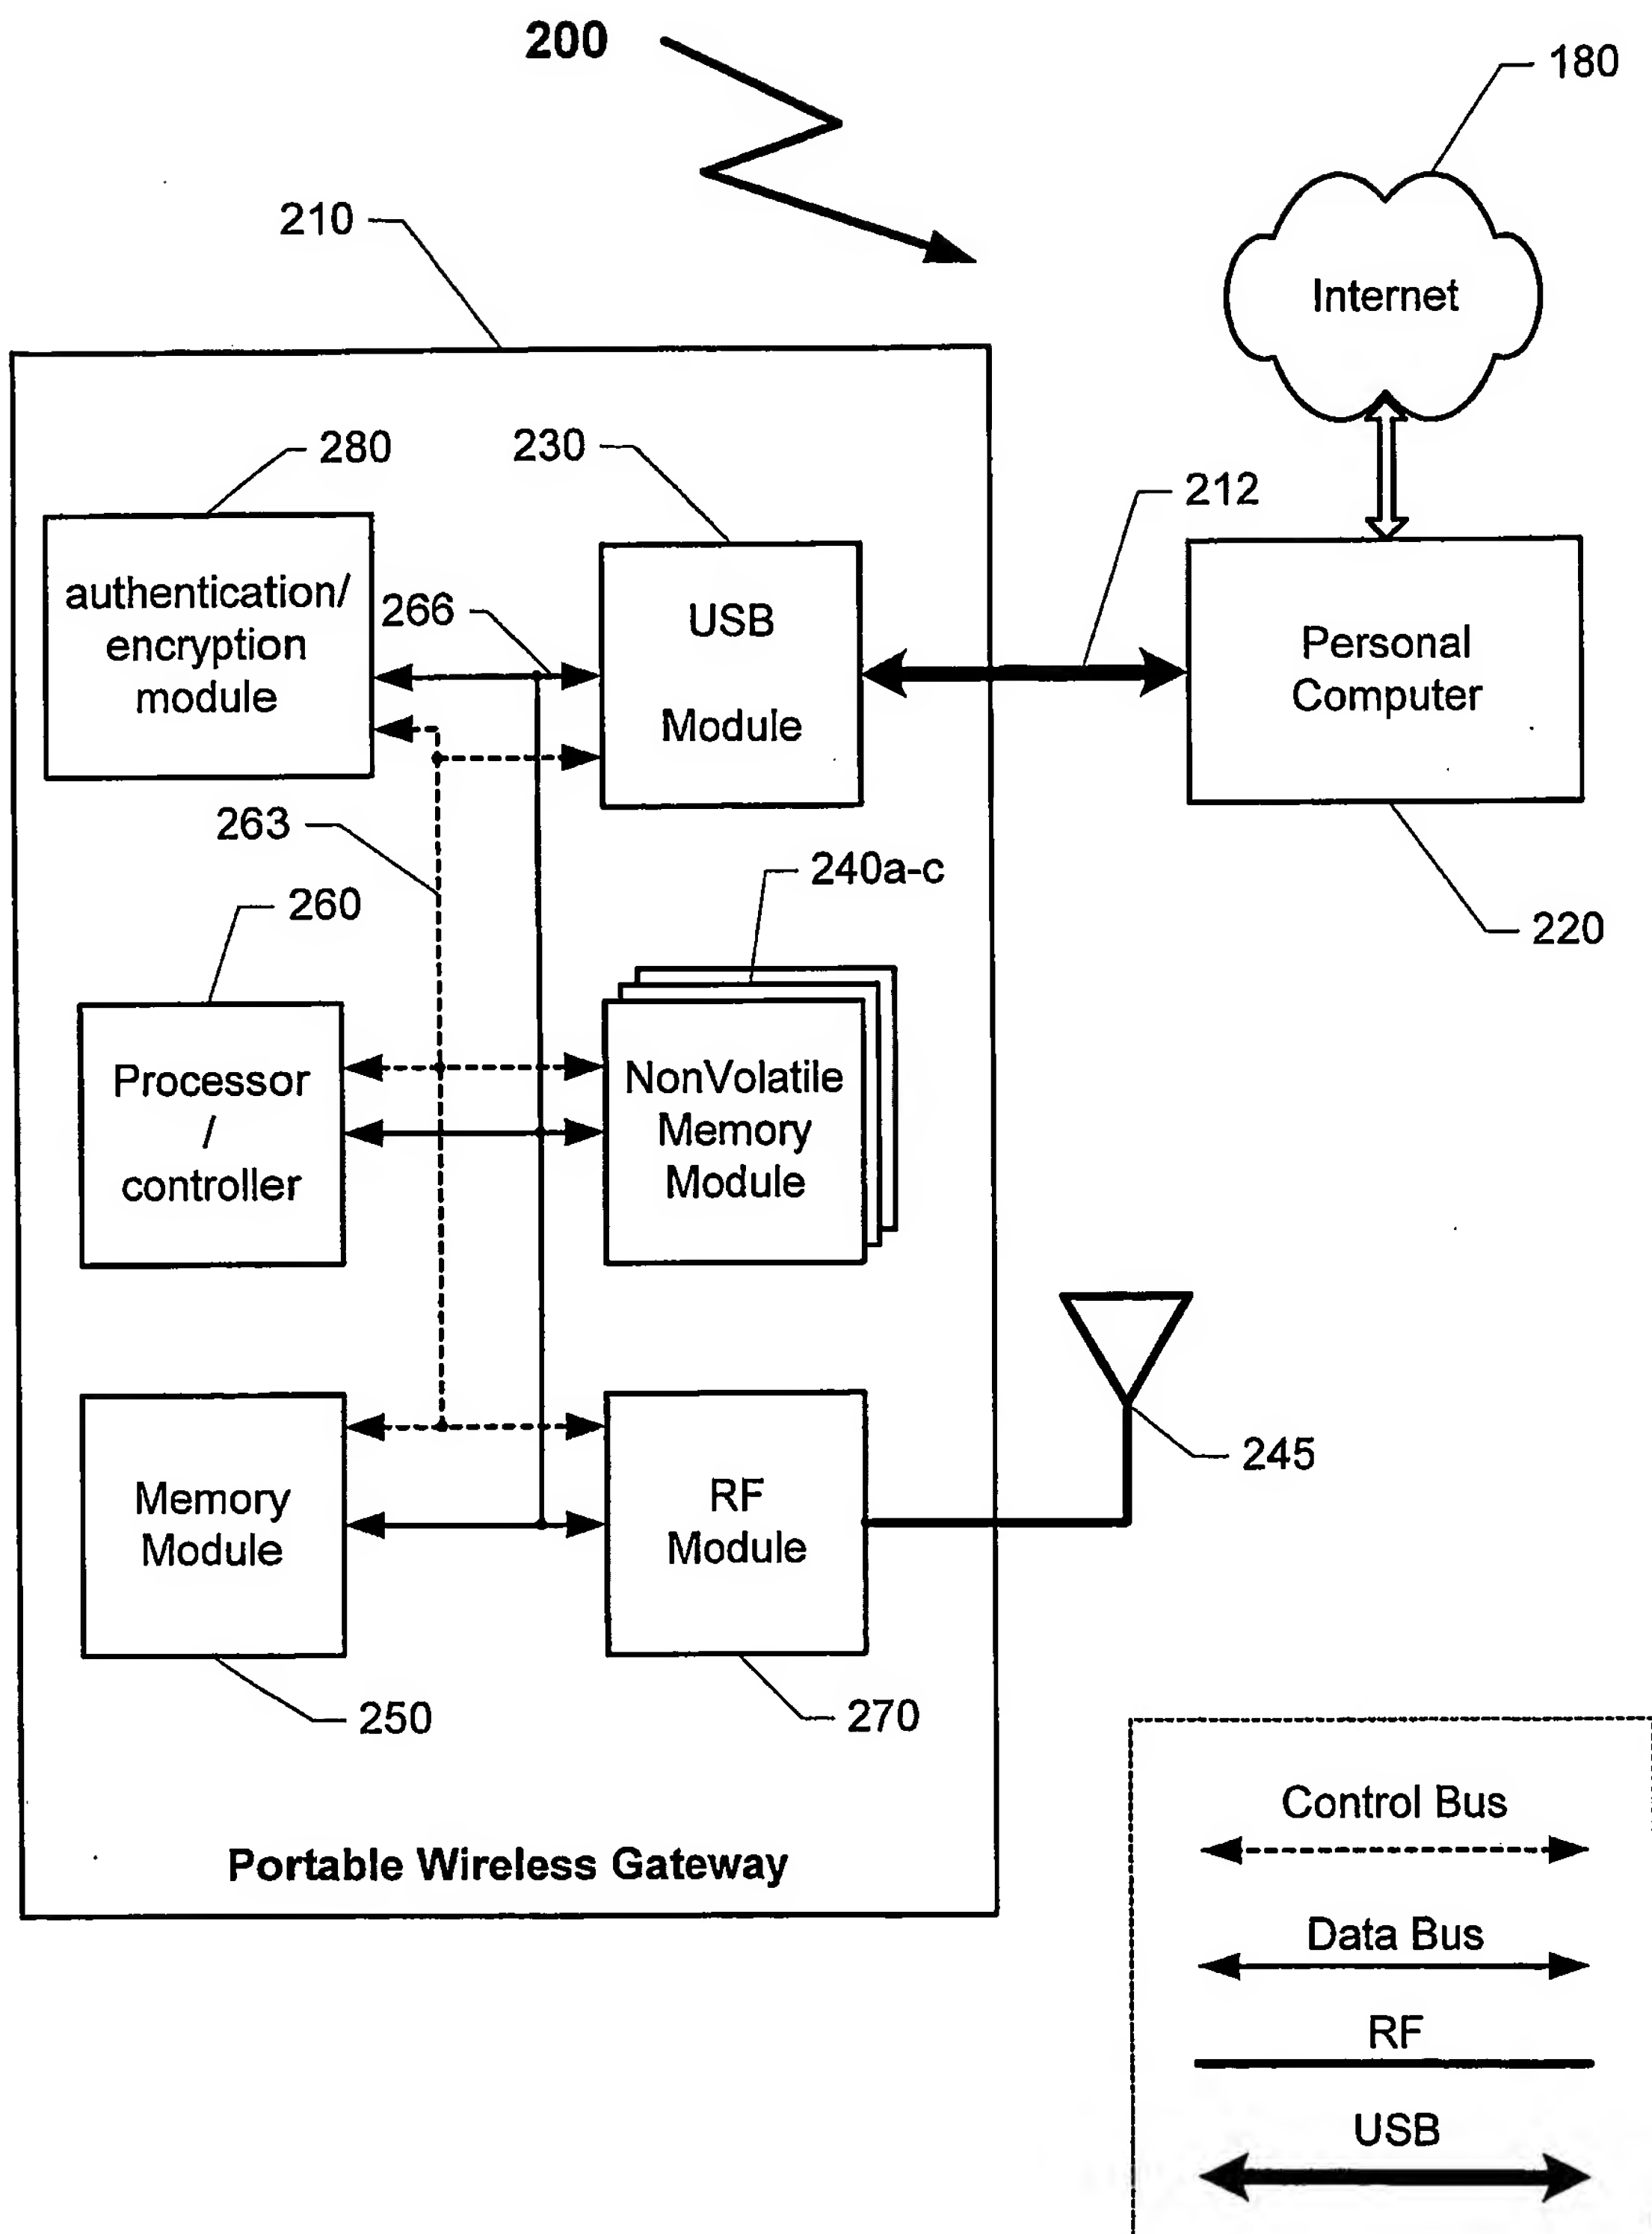 200
180
210
Internet
280
230
212
authentication/
encryption
module
266
USB
Module
Personal
Computer
263
240a-c
260
220
Processor
/
controller
NonVolatile
Memory
Module
245
Memory
Module
RF
Module
250
270
Portable Wireless Gateway
Control Bus
Data Bus
RF
USB